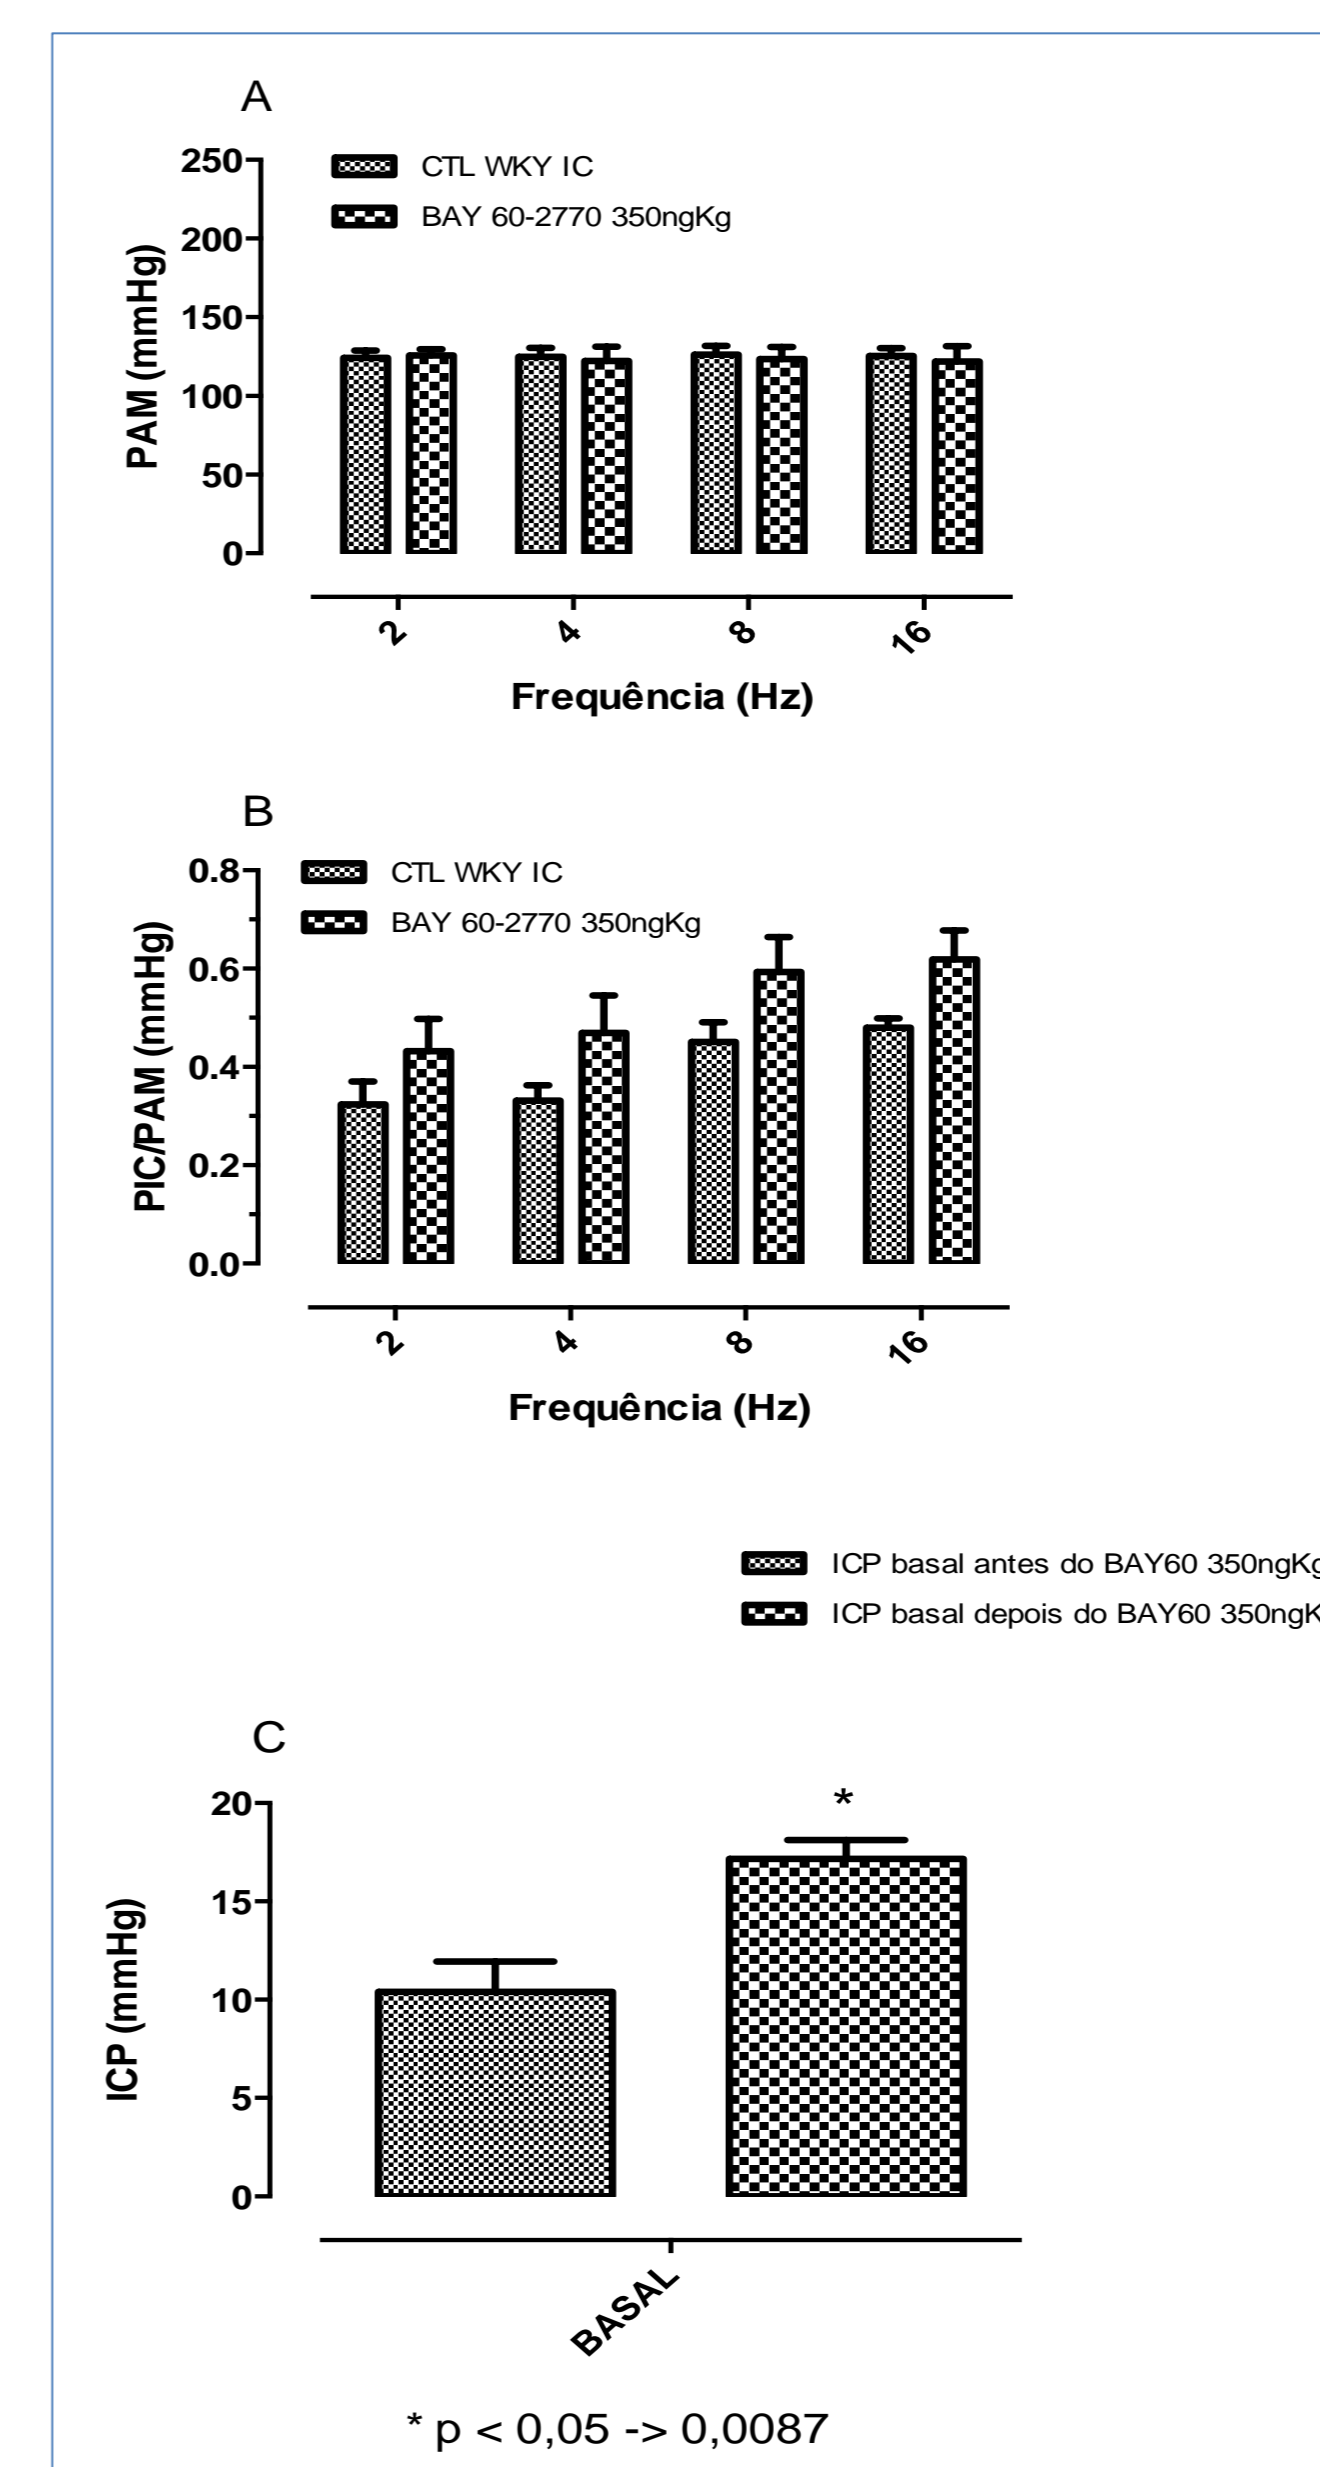 A
250
200
150
100
50
0
PAM (mmHg)
CTL WKY IC
BAY 60-2770 350ngKg
2 4 8 16
Frequência (Hz)
B
0.8
0.6
0.4
0.2
0.0
PIC/PAM (mmHg)
CTL WKY IC
BAY 60-2770 350ngKg
2 4 8 16
Frequência (Hz)
ICP basal antes do BAY60 350ngKg
ICP basal depois do BAY60 350ngK
C
20
15
10
5
0
ICP (mmHg)
*
BASAL
* p < 0,05 -> 0,0087